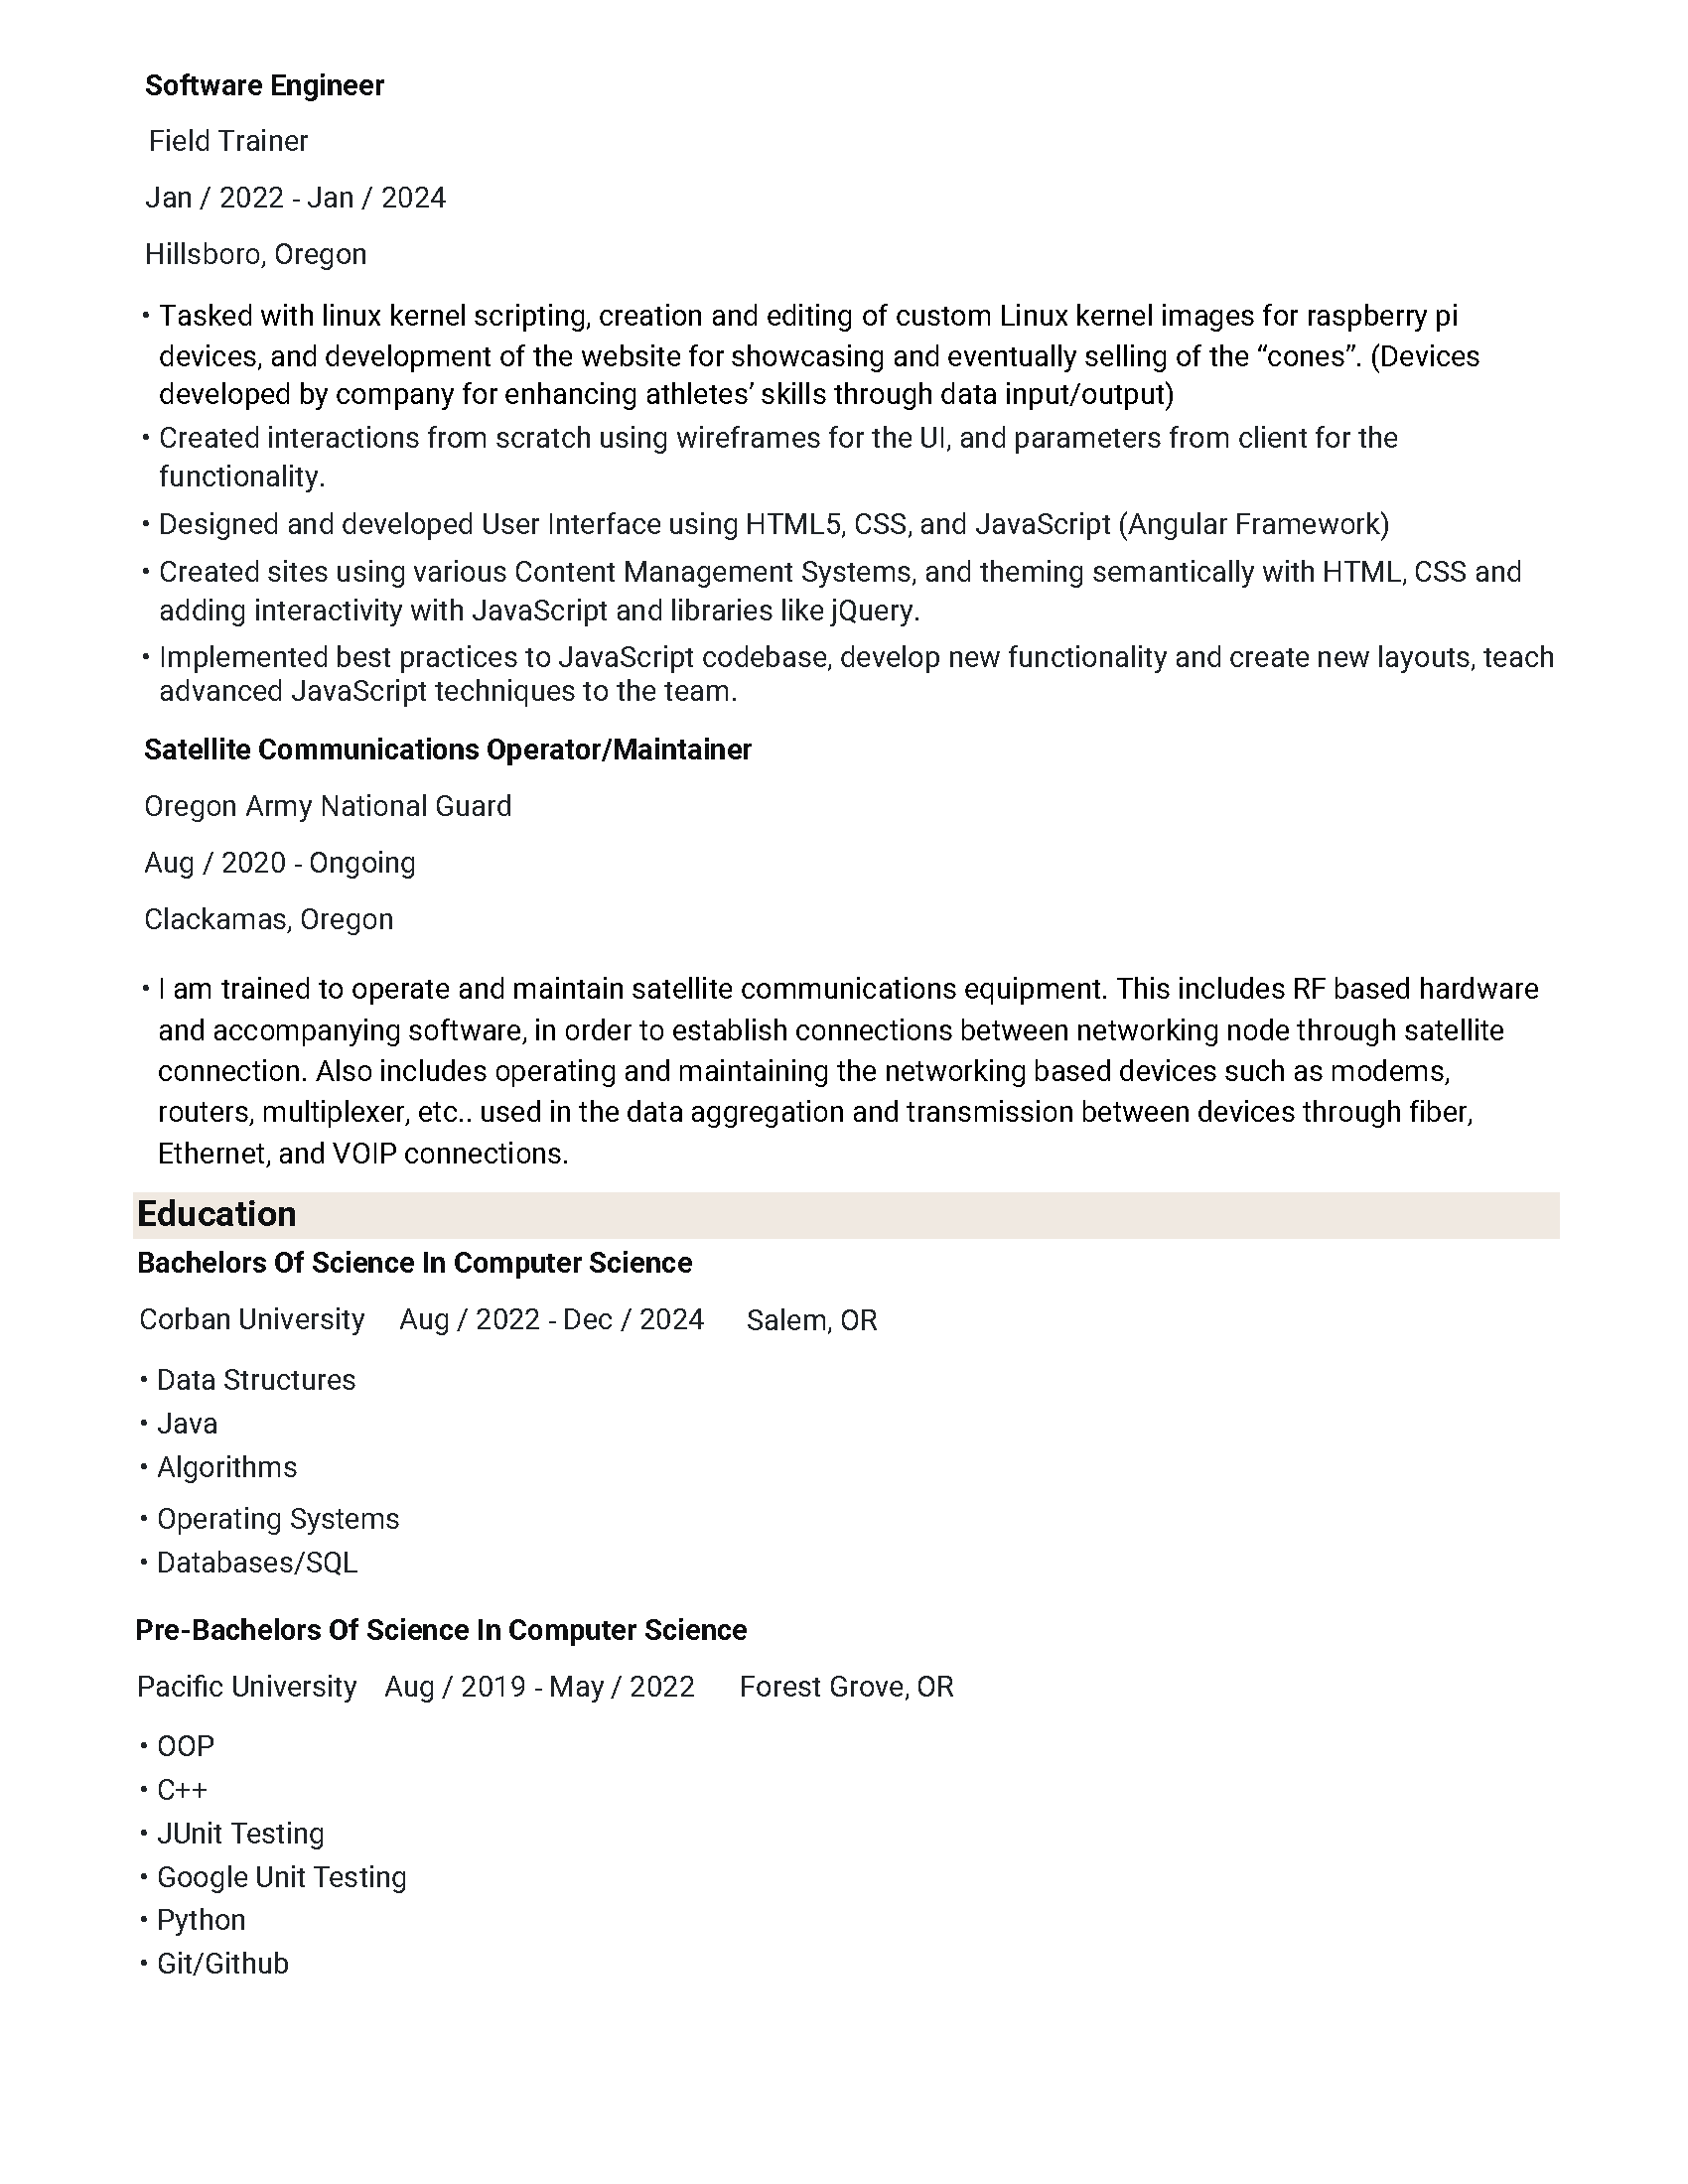 Software Engineer
Field Trainer
Jan / 2022 - Jan / 2024
Hillsboro, Oregon
• Tasked with linux kernel scripting, creation and editing of custom Linux kernel images for raspberry pi
devices, and development of the website for showcasing and eventually selling of the “cones”. (Devices
developed by company for enhancing athletes’ skills through data input/output)
• Created interactions from scratch using wireframes for the UI, and parameters from client for the
functionality.
• Designed and developed User Interface using HTML5, CSS, and JavaScript (Angular Framework)
• Created sites using various Content Management Systems, and theming semantically with HTML, CSS and
adding interactivity with JavaScript and libraries like jQuery.
• Implemented best practices to JavaScript codebase, develop new functionality and create new layouts, teach
advanced JavaScript techniques to the team.
Satellite Communications Operator/Maintainer
Oregon Army National Guard
Aug / 2020 - Ongoing
Clackamas, Oregon
• I am trained to operate and maintain satellite communications equipment. This includes RF based hardware
and accompanying software, in order to establish connections between networking node through satellite
connection. Also includes operating and maintaining the networking based devices such as modems,
routers, multiplexer, etc.. used in the data aggregation and transmission between devices through fiber,
Ethernet, and VOIP connections.
Education
Bachelors Of Science In Computer Science
Corban University Aug / 2022 - Dec / 2024 Salem, OR
• Data Structures
• Java
• Algorithms
• Operating Systems
• Databases/SQL
Pre-Bachelors Of Science In Computer Science
Pacific University Aug / 2019 - May / 2022 Forest Grove, OR
• OOP
• C++
• JUnit Testing
• Google Unit Testing
• Python
• Git/Github